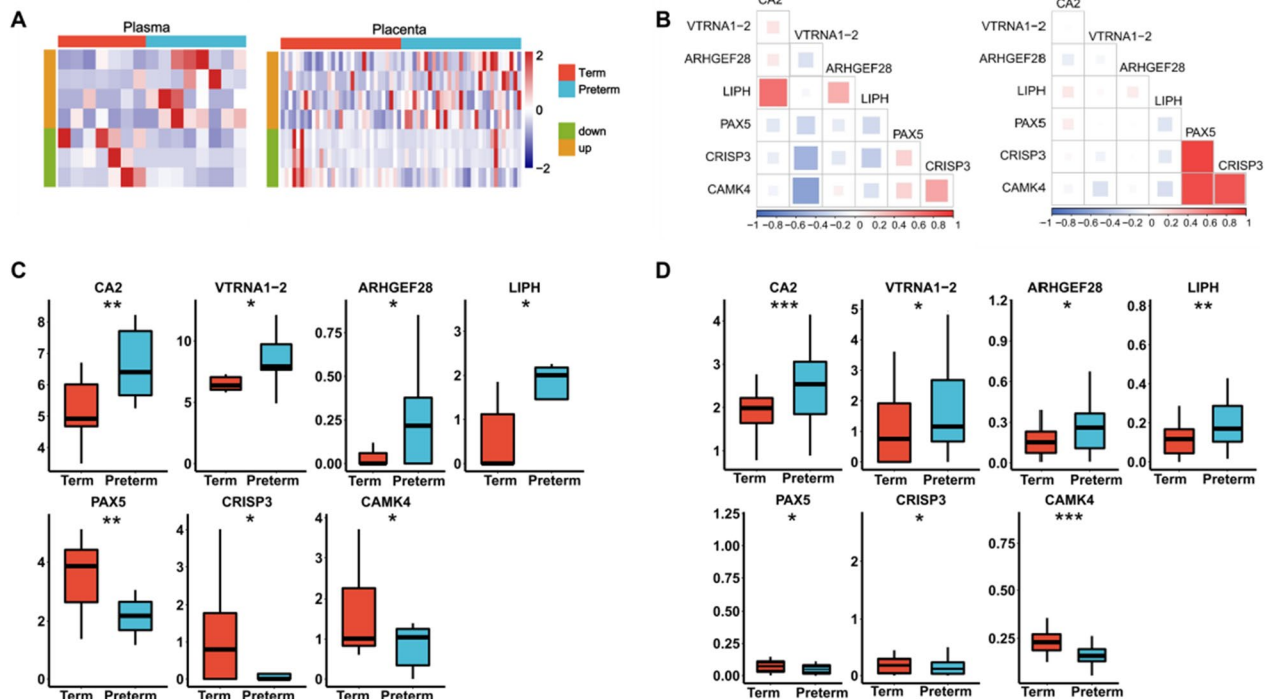 A
Plasma
Placenta
2
0
−2
Term
Preterm
down
up
B
CA2
VTRNA1−2
VTRNA1−2
ARHGEF28
ARHGEF28
LIPH
LIPH
PAX5
PAX5
CRISP3
CRISP3
CAMK4
−1 −0.8 −0.6 −0.4 −0.2 0 0.2 0.4 0.6 0.8 1
CA2
VTRNA1−2
VTRNA1−2
ARHGEF28
ARHGEF28
LIPH
LIPH
PAX5
PAX5
CRISP3
CRISP3
CAMK4
−1 −0.8 −0.6 −0.4 −0.2 0 0.2 0.4 0.6 0.8 1
C
CA2
**
8
7
6
5
4
Term Preterm
VTRNA1−2
*
10
5
0
Term Preterm
ARHGEF28
*
0.75
0.50
0.25
0.00
Term Preterm
LIPH
*
3
2
1
0
Term Preterm
PAX5
**
4
2
0
Term Preterm
CRISP3
*
4
3
2
1
0
Term Preterm
CAMK4
*
4
3
2
1
0
Term Preterm
D
CA2
***
4
3
2
1
Term Preterm
VTRNA1−2
*
5
4
3
2
1
0
Term Preterm
ARHGEF28
*
1.2
0.9
0.6
0.3
0.0
Term Preterm
LIPH
**
0.8
0.6
0.4
0.2
0.0
Term Preterm
PAX5
*
1.25
1.00
0.75
0.50
0.25
0.00
Term Preterm
CRISP3
*
2
1
0
Term Preterm
CAMK4
***
0.75
0.50
0.25
Term Preterm